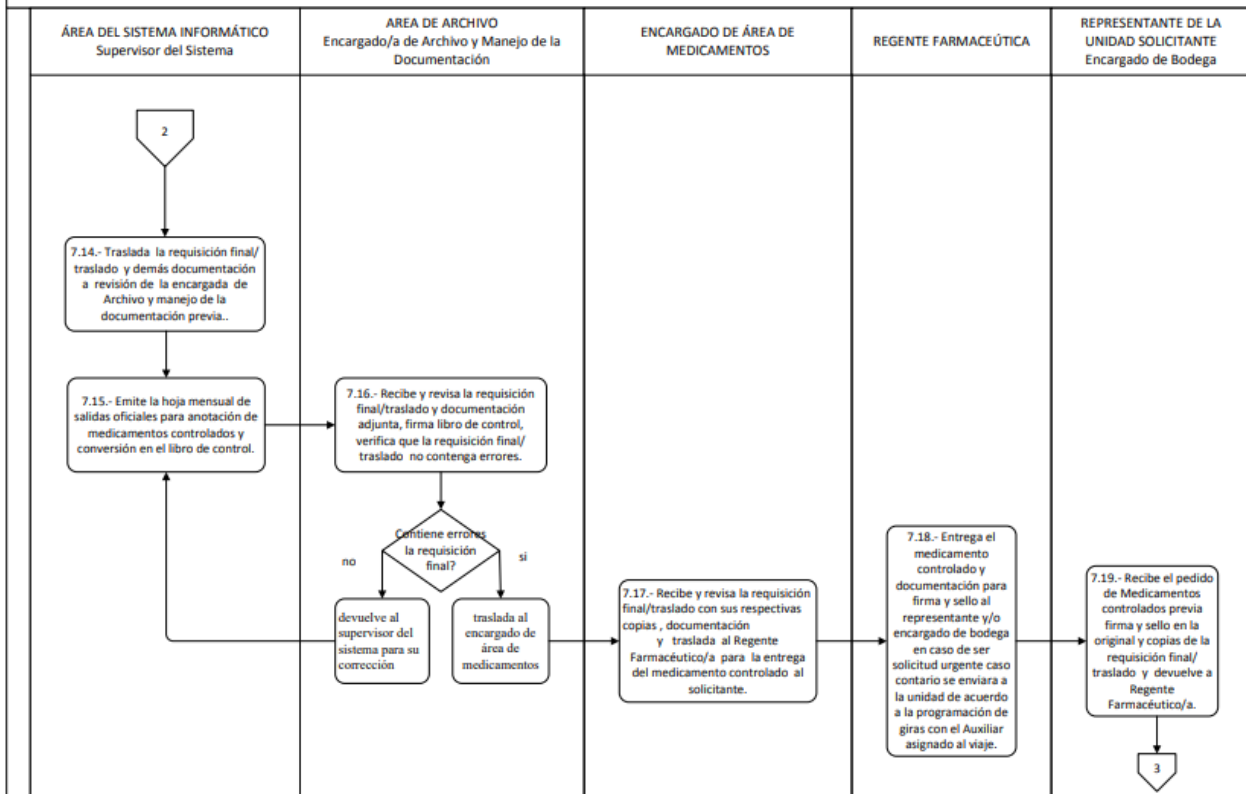 ÁREA DEL SISTEMA INFORMÁTICO
Supervisor del Sistema
AREA DE ARCHIVO
Encargado/a de Archivo y Manejo de la
Documentación
ENCARGADO DE ÁREA DE
MEDICAMENTOS
REGENTE FARMACEÚTICA
REPRESENTANTE DE LA
UNIDAD SOLICITANTE
Encargado de Bodega
2
7.14.- Traslada la requisición final/
traslado y demás documentación
a revisión de la encargada de
Archivo y manejo de la
documentación previa..
7.15.- Emite la hoja mensual de
salidas oficiales para anotación de
medicamentos controlados y
conversión en el libro de control.
7.16.- Recibe y revisa la requisición
final/traslado y documentación
adjunta, firma libro de control,
verifica que la requisición final/
traslado no contenga errores.
Contiene errores
la requisición
final?
no
si
devuelve al
supervisor del
sistema para su
corrección
traslada al
encargado de
área de
medicamentos
7.17.- Recibe y revisa la requisición
final/traslado con sus respectivas
copias , documentación
y traslada al Regente
Farmacéutico/a para la entrega
del medicamento controlado al
solicitante.
7.18.- Entrega el
medicamento
controlado y
documentación para
firma y sello al
representante y/o
encargado de bodega
en caso de ser
solicitud urgente caso
contario se enviara a
la unidad de acuerdo
a la programación de
giras con el Auxiliar
asignado al viaje.
7.19.- Recibe el pedido
de Medicamentos
controlados previa
firma y sello en la
original y copias de la
requisición final/
traslado y devuelve a
Regente
Farmacéutico/a.
3